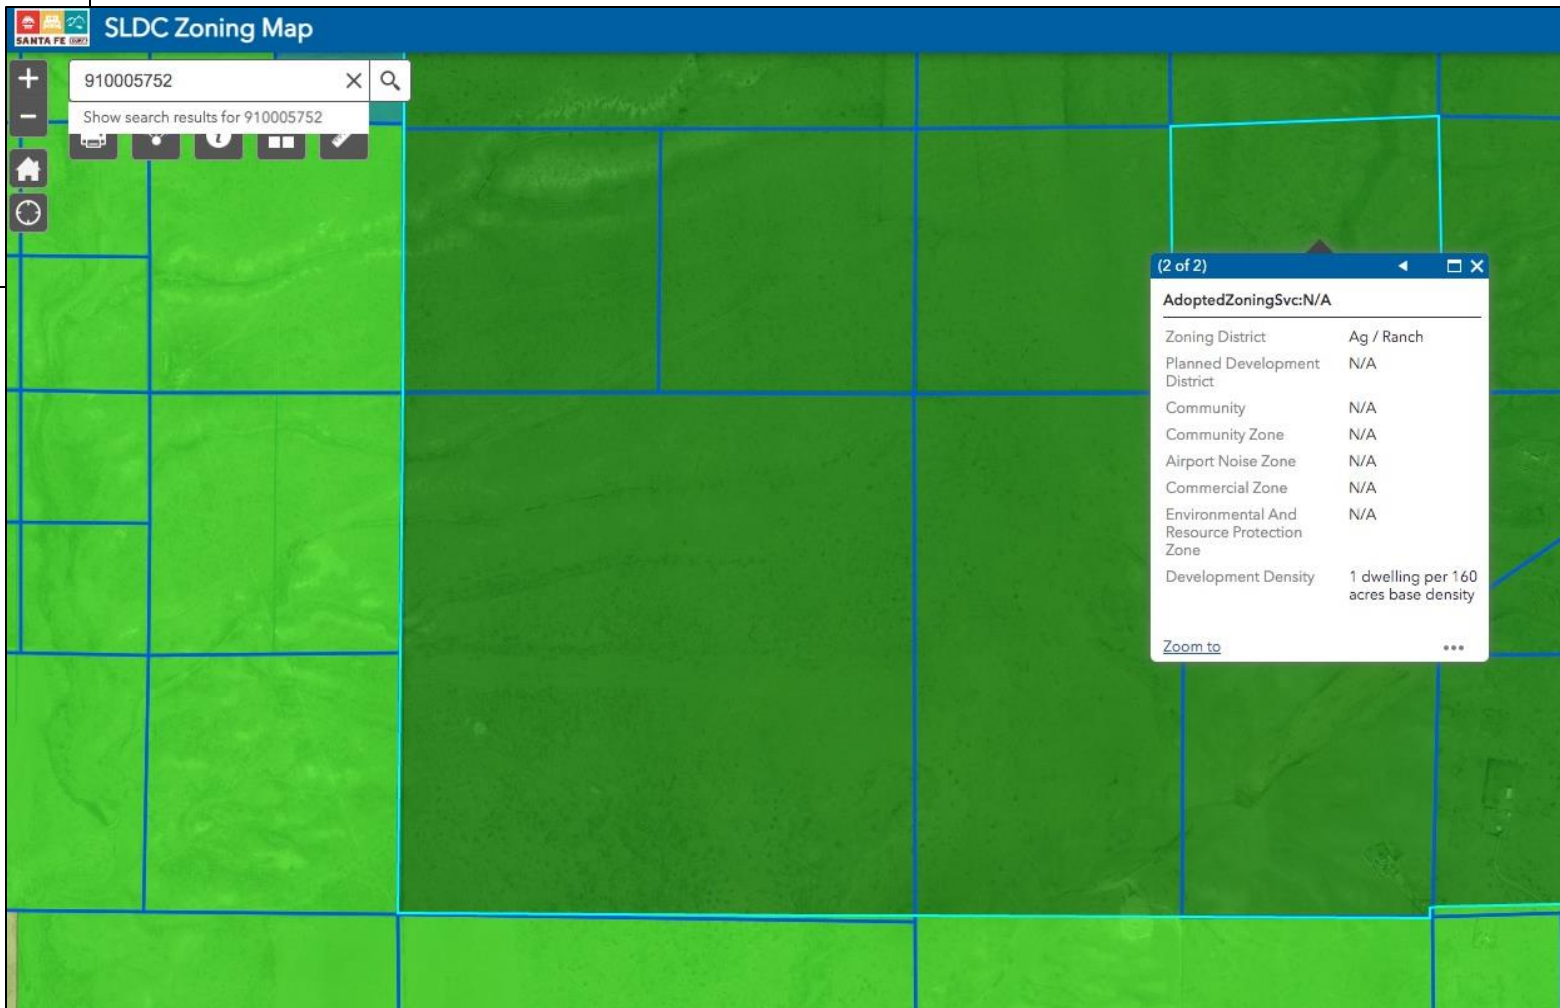 SANTA FE COUNTY
SLDC Zoning Map
+
910005752
Show search results for 910005752
−
(2 of 2)
AdoptedZoningSvc:N/A
Zoning District Ag / Ranch
Planned Development N/A
District
Community N/A
Community Zone N/A
Airport Noise Zone N/A
Commercial Zone N/A
Environmental And N/A
Resource Protection
Zone
Development Density 1 dwelling per 160
acres base density
Zoom to